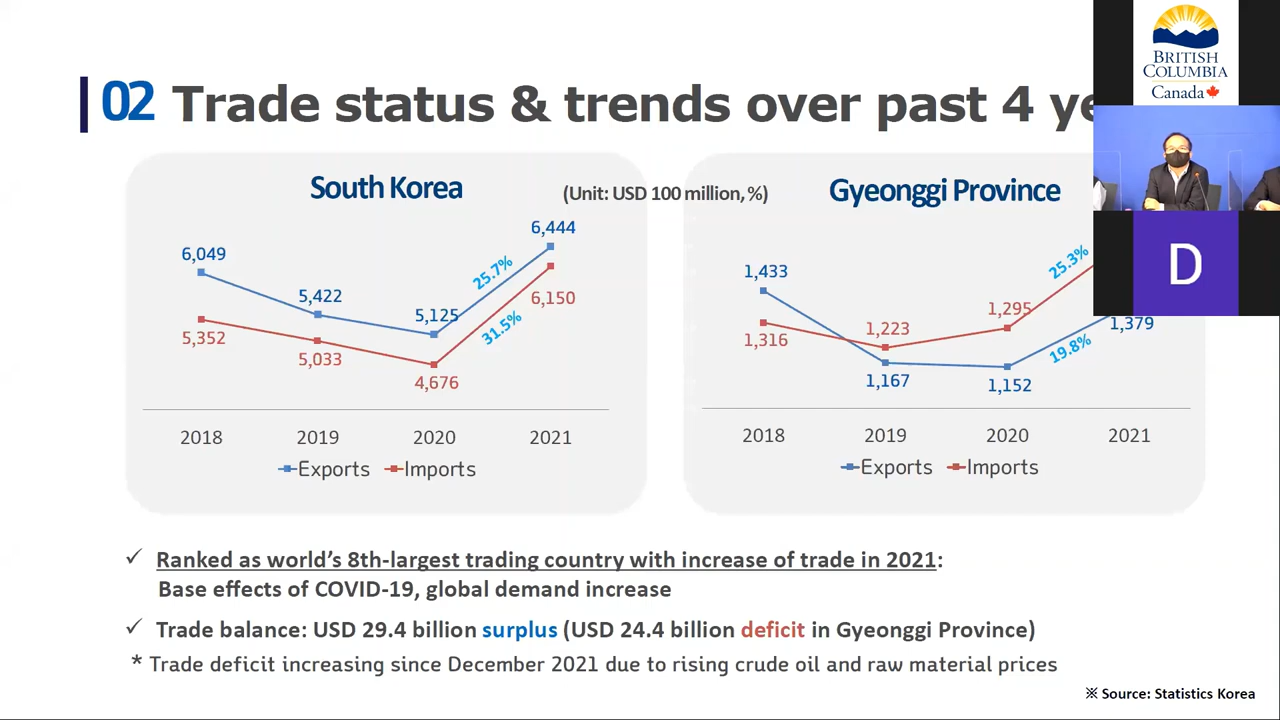 02 Trade status & trends over past 4 ye
BRITISH
COLUMBIA
Canada
South Korea
(Unit: USD 100 million, %)
Gyeonggi Province
6,049
5,422
5,125
25.7%
6,444
5,352
5,033
4,676
31.5%
6,150
2018 2019 2020 2021
Exports Imports
1,433
1,316
1,223
1,167
1,295
1,152
25.3%
19.8%
1,379
2018 2019 2020 2021
Exports Imports
D
✓ Ranked as world’s 8th-largest trading country with increase of trade in 2021:
Base effects of COVID-19, global demand increase
✓ Trade balance: USD 29.4 billion surplus (USD 24.4 billion deficit in Gyeonggi Province)
* Trade deficit increasing since December 2021 due to rising crude oil and raw material prices
※ Source: Statistics Korea